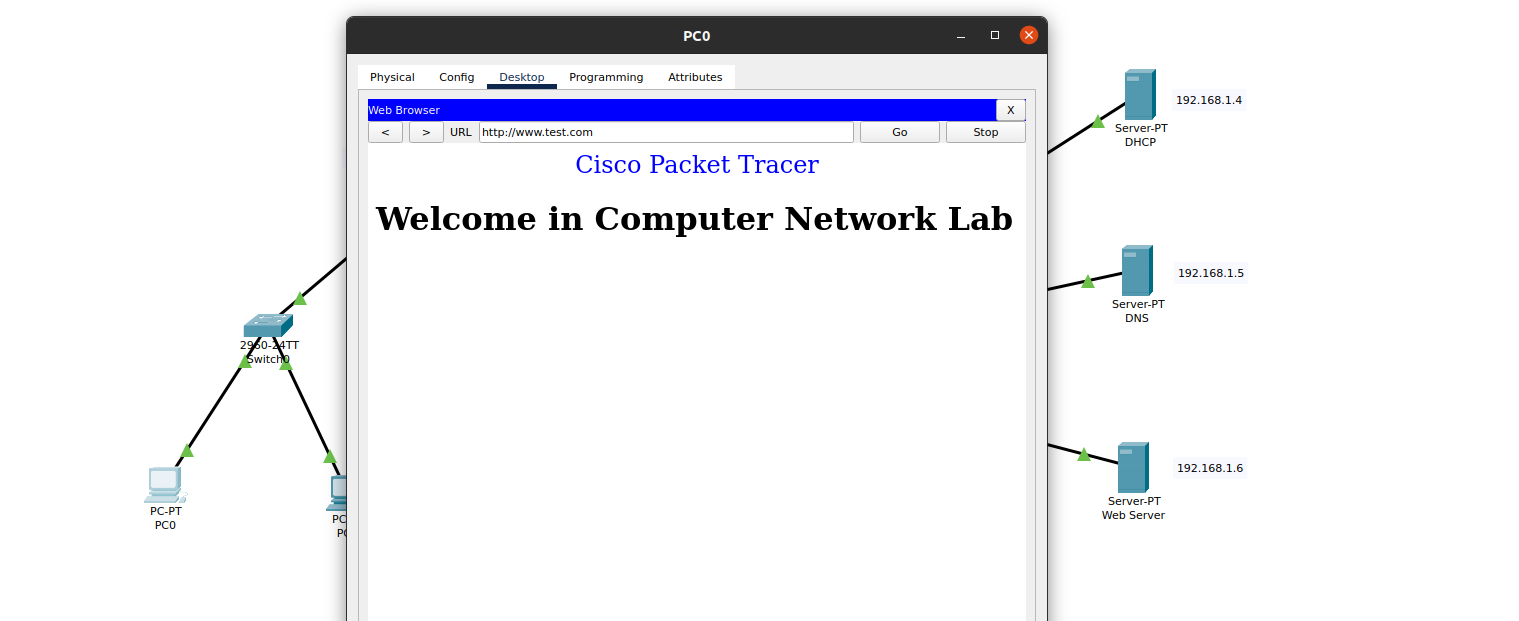 PC0
Physical Config Desktop Programming Attributes
Web Browser X
< > URL http://www.test.com Go Stop
Cisco Packet Tracer
Welcome in Computer Network Lab
192.168.1.4
Server-PT
DHCP
192.168.1.5
Server-PT
DNS
2960-24TT
Switch0
192.168.1.6
Server-PT
Web Server
PC-PT
PC0
PC